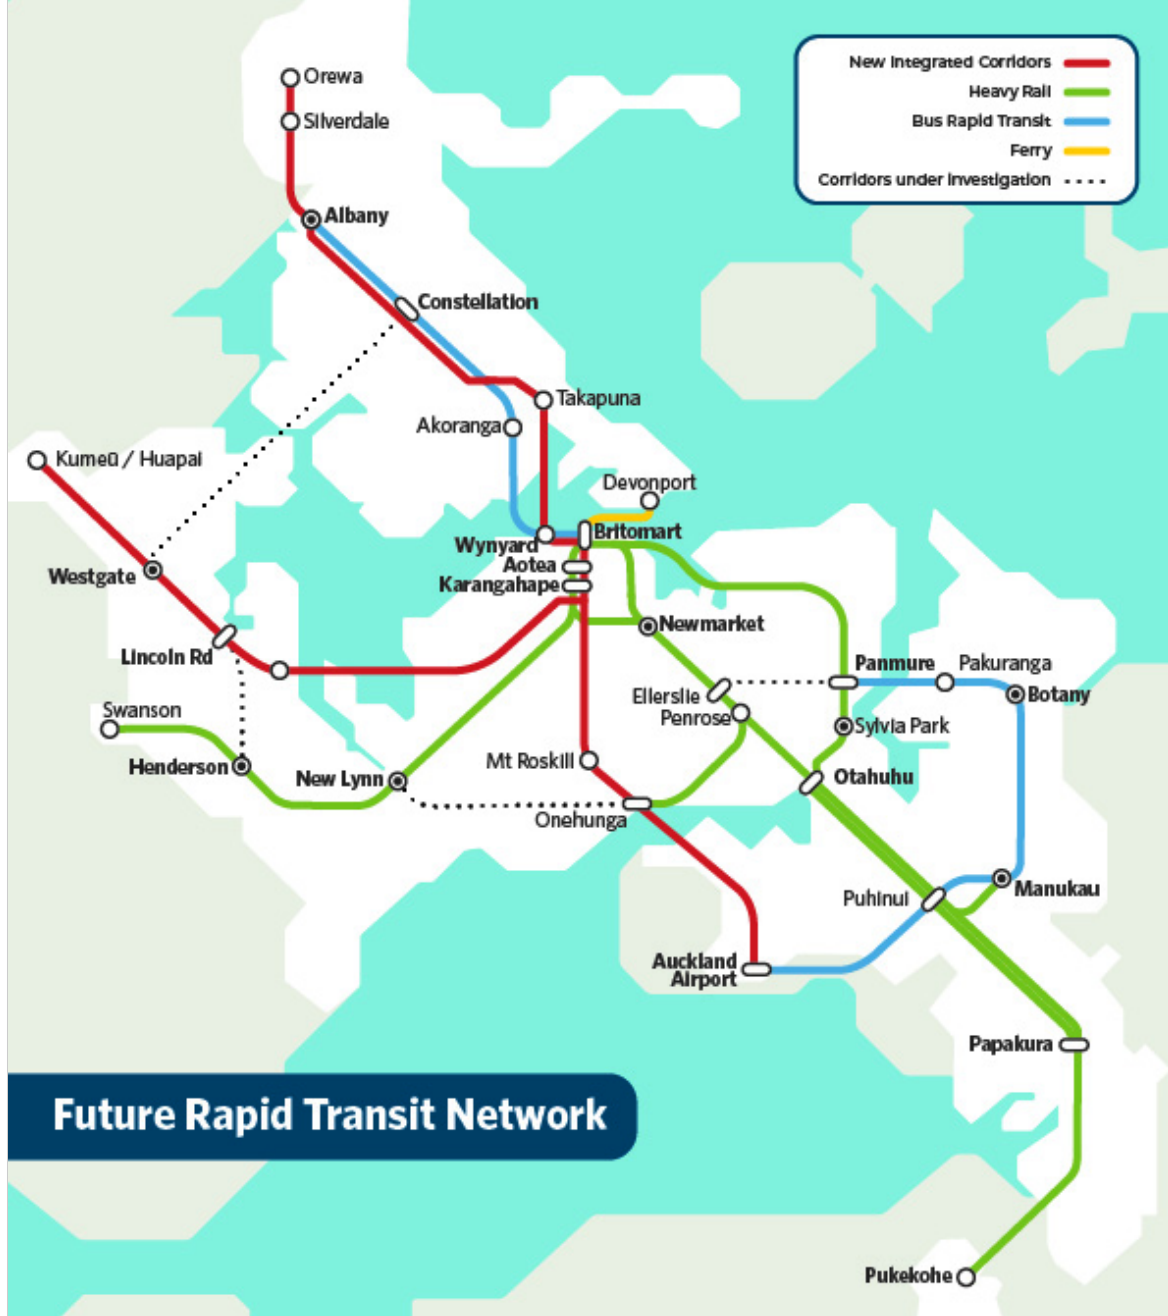 New Integrated Corridors
Heavy Rail
Bus Rapid Transit
Ferry
Corridors under investigation
Orewa
Silverdale
Albany
Constellation
Takapuna
Akoranga
Kumeū / Huapai
Devonport
Britomart
Wynyard
Aotea
Karangahape
Westgate
Newmarket
Lincoln Rd
Panmure
Pakuranga
Ellerslie
Botany
Swanson
Penrose
Sylvia Park
Mt Roskill
Henderson
New Lynn
Otahuhu
Onehunga
Puhinui
Manukau
Auckland
Airport
Papakura
Future Rapid Transit Network
Pukekohe